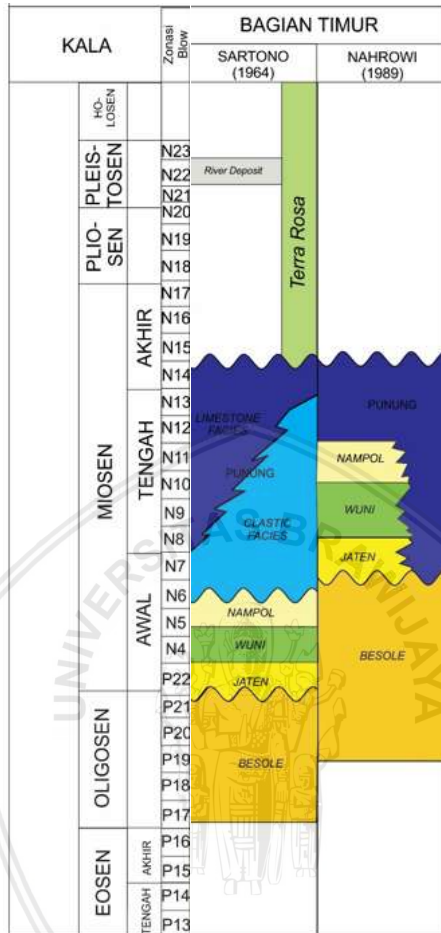 KALA
Zonasi
Blow
BAGIAN TIMUR
SARTONO
(1964)
NAHROWI
(1989)
HO-
LOSEN
PLEIS-
TOSEN
PLIO-
SEN
MIOSEN
AKHIR
TENGAH
AWAL
OLIGOSEN
EOSEN
AKHIR
TENGAH
N23
N22
N21
N20
N19
N18
N17
N16
N15
N14
N13
N12
N11
N10
N9
N8
N7
N6
N5
N4
P22
P21
P20
P19
P18
P17
P16
P15
P14
P13
River Deposit
Terra Rosa
LIMESTONE
FACIES
PUNUNG
CLASTIC
FACIES
NAMPOL
WUNI
JATEN
BESOLE
PUNUNG
NAMPOL
WUNI
JATEN
BESOLE
UNIVERSITAS BRAWIJAYA